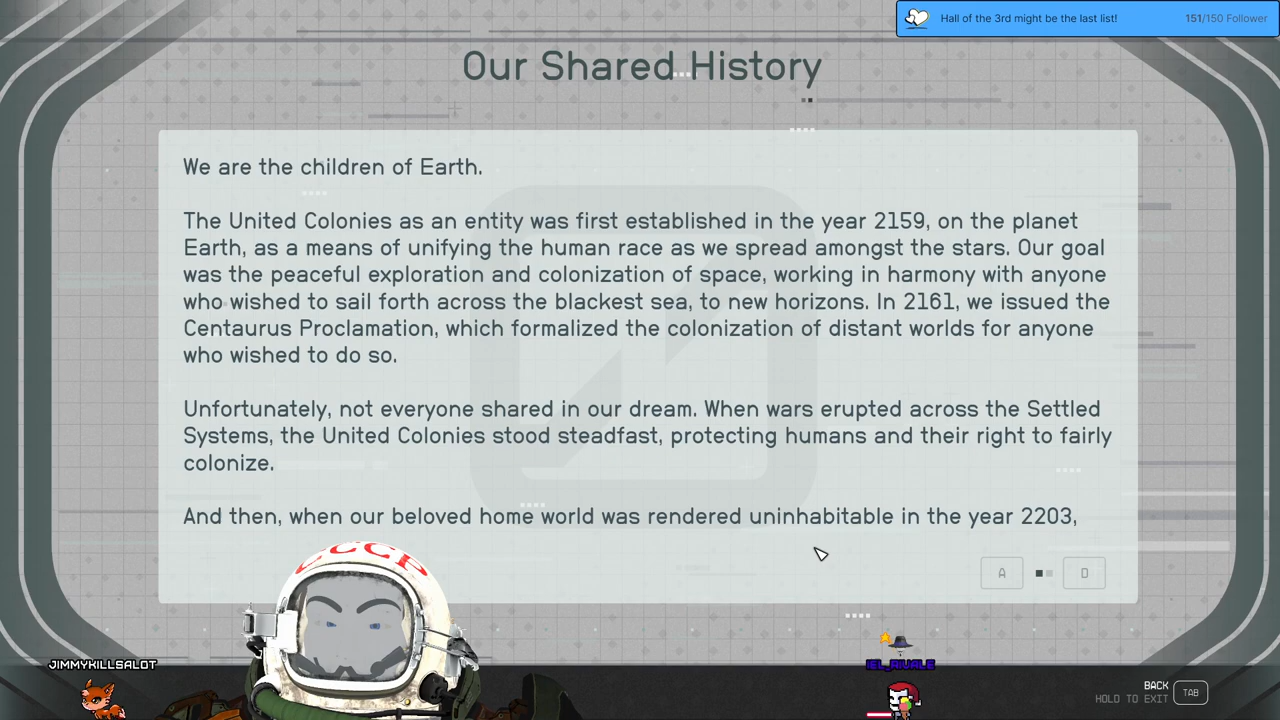 Hall of the 3rd might be the last list!
151/150 Follower
Our Shared History
We are the children of Earth.
The United Colonies as an entity was first established in the year 2159, on the planet
Earth, as a means of unifying the human race as we spread amongst the stars. Our goal
was the peaceful exploration and colonization of space, working in harmony with anyone
who wished to sail forth across the blackest sea, to new horizons. In 2161, we issued the
Centaurus Proclamation, which formalized the colonization of distant worlds for anyone
who wished to do so.
Unfortunately, not everyone shared in our dream. When wars erupted across the Settled
Systems, the United Colonies stood steadfast, protecting humans and their right to fairly
colonize.
And then, when our beloved home world was rendered uninhabitable in the year 2203,
A
D
CCCP
JIMMYKILLSALOT
BACK
HOLD TO EXIT
TAB